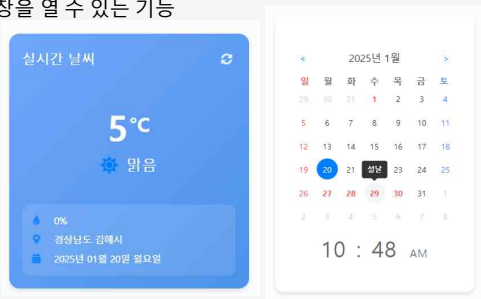 창을 열 수 있는 기능
실시간 날씨
5°C
맑음
0%
경상남도 김해시
2025년 01월 20일 월요일
< 2025년 1월 >
일 월 화 수 목 금 토
29 30 31 1 2 3 4
5 6 7 8 9 10 11
12 13 14 15 16 17 18
19 20 21 설날 23 24 25
26 27 28 29 30 31 1
2 3 4 5 6 7 8
10 : 48 AM